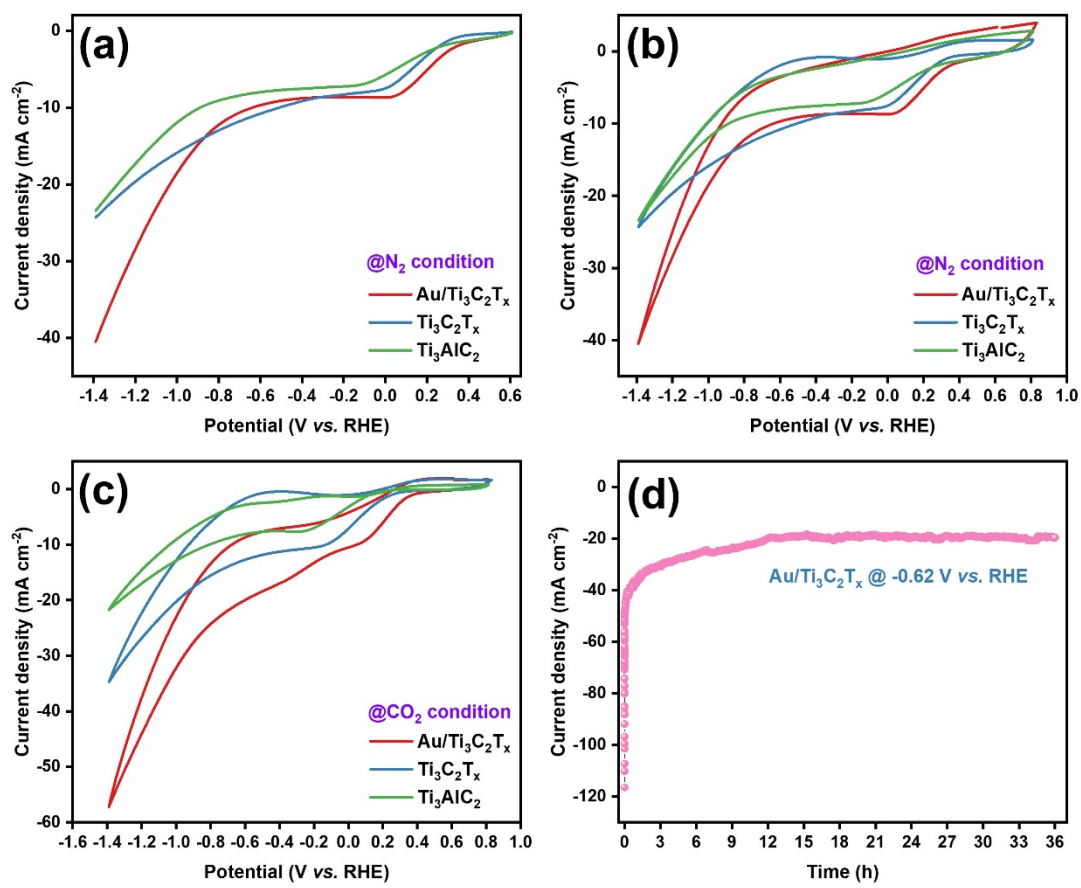 (a)
Current density (mA cm⁻²)
0
-10
-20
-30
-40
-1.4 -1.2 -1.0 -0.8 -0.6 -0.4 -0.2 0.0 0.2 0.4 0.6
Potential (V vs. RHE)
@N₂ condition
Au/Ti₃C₂Tₓ
Ti₃C₂Tₓ
Ti₃AlC₂
(b)
Current density (mA cm⁻²)
0
-10
-20
-30
-40
-1.4 -1.2 -1.0 -0.8 -0.6 -0.4 -0.2 0.0 0.2 0.4 0.6 0.8 1.0
Potential (V vs. RHE)
@N₂ condition
Au/Ti₃C₂Tₓ
Ti₃C₂Tₓ
Ti₃AlC₂
(c)
Current density (mA cm⁻²)
0
-10
-20
-30
-40
-50
-60
-1.6 -1.4 -1.2 -1.0 -0.8 -0.6 -0.4 -0.2 0.0 0.2 0.4 0.6 0.8 1.0
Potential (V vs. RHE)
@CO₂ condition
Au/Ti₃C₂Tₓ
Ti₃C₂Tₓ
Ti₃AlC₂
(d)
Current density (mA cm⁻²)
0
-20
-40
-60
-80
-100
-120
0 3 6 9 12 15 18 21 24 27 30 33 36
Time (h)
Au/Ti₃C₂Tₓ @ -0.62 V vs. RHE